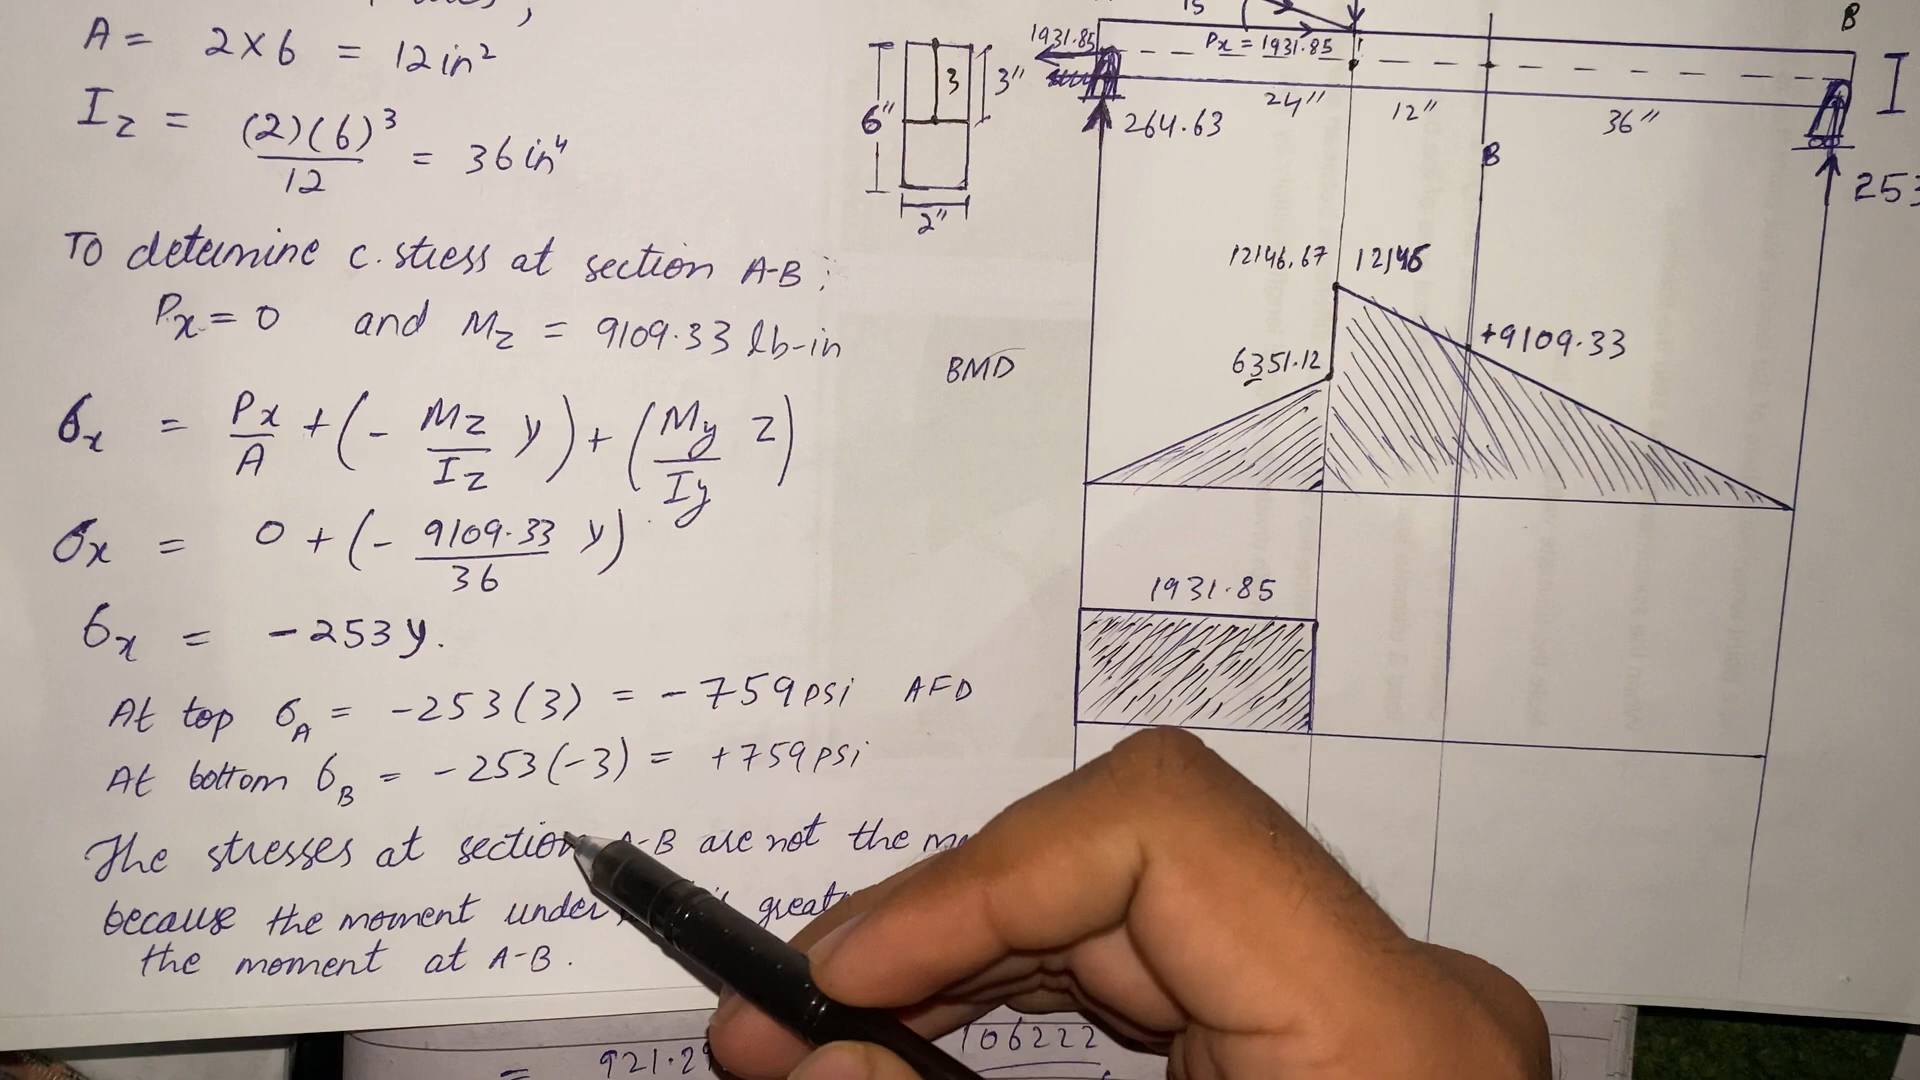 A = 2 X 6 = 12 in²
Iz = (2)(6)³ / 12 = 36 in⁴
To determine c. stress at section A-B :
Px = 0 and Mz = 9109.33 lb-in
σx = Px/A + (- Mz/Iz y) + (My/Iy z)
σx = 0 + (- 9109.33/36 y)
σx = -253y.
At top σA = -253(3) = -759 psi
At bottom σB = -253(-3) = +759 psi
The stresses at section A-B are not the
because the moment under
the moment at A-B.
6"
3
3"
2"
15
B
1931.85
Px = 1931.85
I
24" 12" 36"
264.63
B
253
12146.67
6351.12
+9109.33
BMD
1931.85
AFD
= 921.29
106222